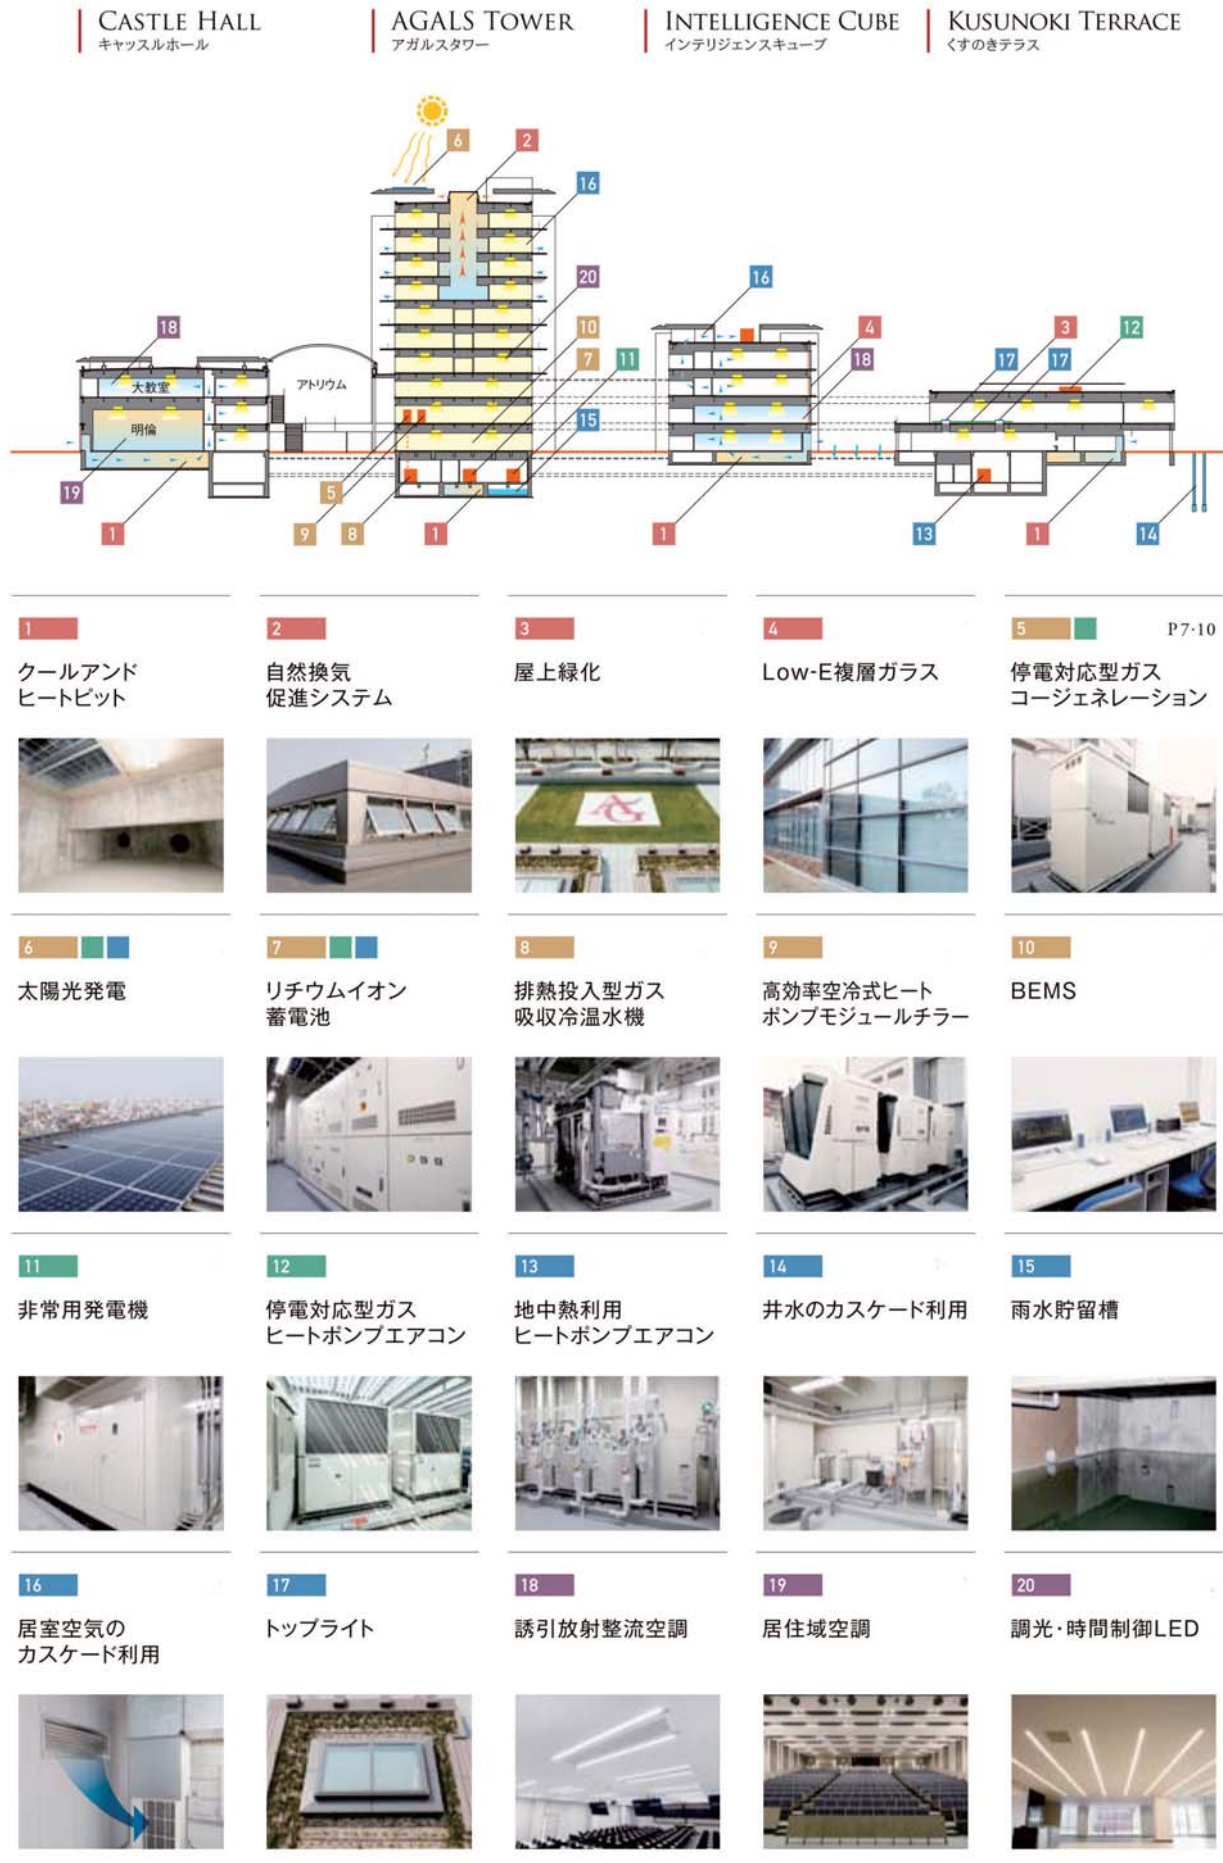 CASTLE HALL
キャッスルホール
AGALS TOWER
アガルスタワー
INTELLIGENCE CUBE
インテリジェンスキューブ
KUSUNOKI TERRACE
くすのきテラス
6
2
16
20
16
18
10
4
3
12
7
11
18
17
17
大教室
アトリウム
15
明倫
19
5
1
9
8
1
1
13
1
14
1
2
3
4
5
P7·10
クールアンド
ヒートピット
自然換気
促進システム
屋上緑化
Low-E複層ガラス
停電対応型ガス
コージェネレーション
AG
6
7
8
9
10
太陽光発電
リチウムイオン
蓄電池
排熱投入型ガス
吸収冷温水機
高効率空冷式ヒート
ポンプモジュールチラー
BEMS
11
12
13
14
15
非常用発電機
停電対応型ガス
ヒートポンプエアコン
地中熱利用
ヒートポンプエアコン
井水のカスケード利用
雨水貯留槽
16
17
18
19
20
居室空気の
カスケード利用
トップライト
誘引放射整流空調
居住域空調
調光・時間制御LED